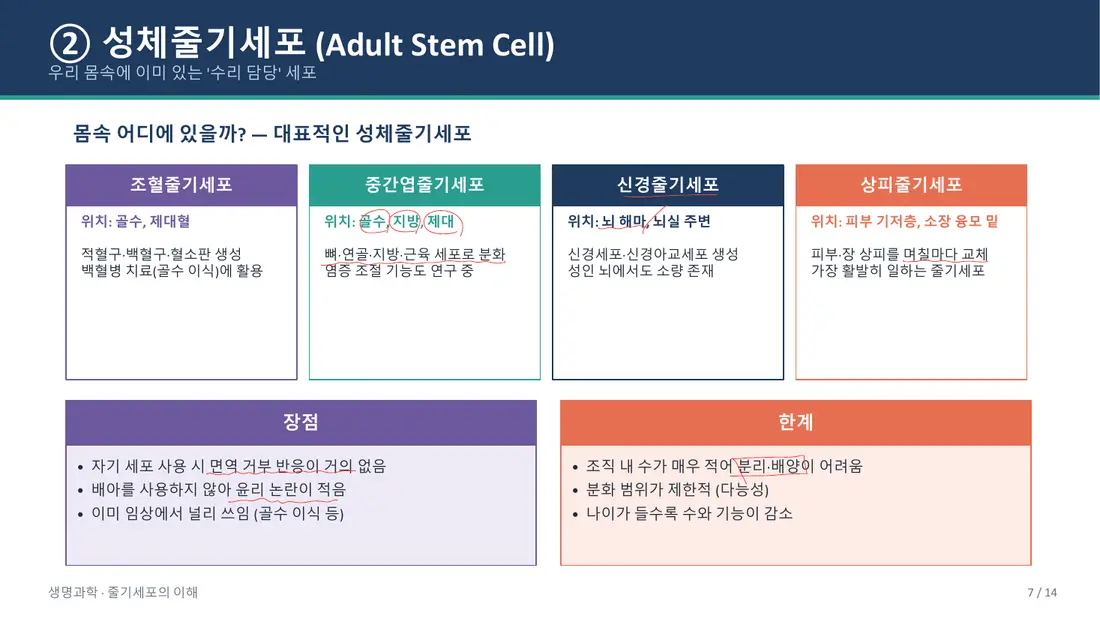 ② 성체줄기세포 (Adult Stem Cell)
우리 몸속에 이미 있는 '수리 담당' 세포
몸속 어디에 있을까? — 대표적인 성체줄기세포
조혈줄기세포
위치: 골수, 제대혈
적혈구·백혈구·혈소판 생성
백혈병 치료(골수 이식)에 활용
중간엽줄기세포
위치: 골수, 지방, 제대
뼈·연골·지방·근육 세포로 분화
염증 조절 기능도 연구 중
신경줄기세포
위치: 뇌 해마, 뇌실 주변
신경세포·신경아교세포 생성
성인 뇌에서도 소량 존재
상피줄기세포
위치: 피부 기저층, 소장 융모 밑
피부·장 상피를 며칠마다 교체
가장 활발히 일하는 줄기세포
장점
• 자기 세포 사용 시 면역 거부 반응이 거의 없음
• 배아를 사용하지 않아 윤리 논란이 적음
• 이미 임상에서 널리 쓰임 (골수 이식 등)
한계
• 조직 내 수가 매우 적어 분리·배양이 어려움
• 분화 범위가 제한적 (다능성)
• 나이가 들수록 수와 기능이 감소
생명과학 · 줄기세포의 이해
7 / 14